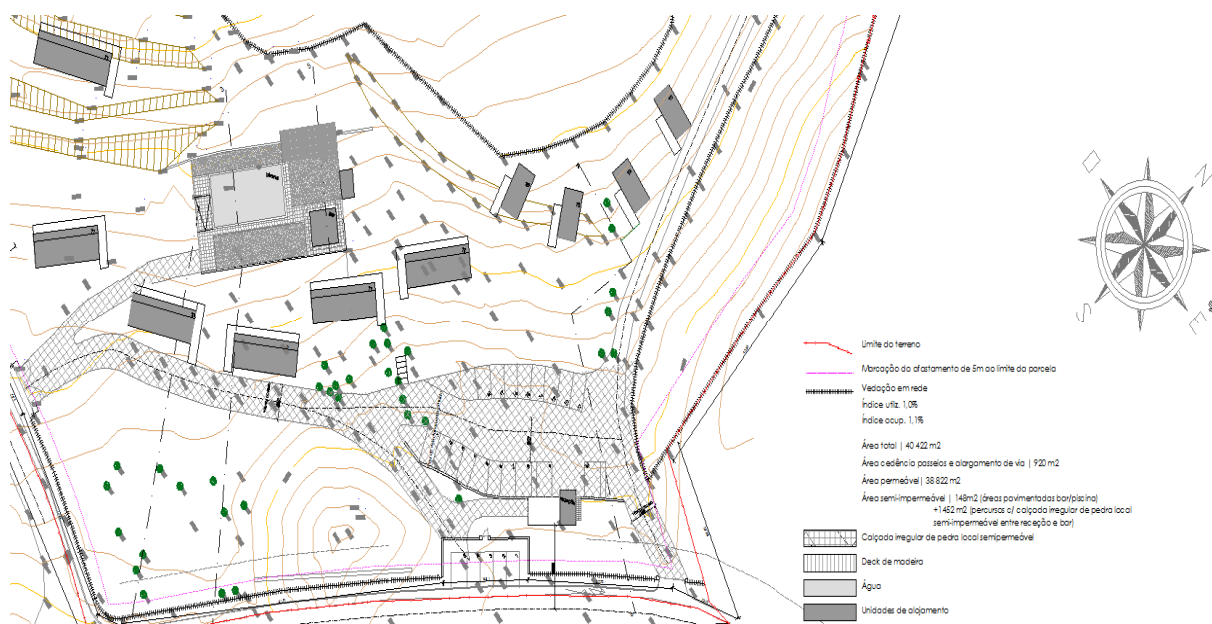 O
N
S
E
Limite do terreno
Marcação do afastamento de 5m ao limite da parcela
Vedação em rede
Índice utiliz. 1,0%
Índice ocup. 1,1%
Área total | 40 422 m2
Área cedência passeios e alargamento de via | 920 m2
Área permeável | 38 822 m2
Área semi-impermeável | 148m2 (áreas pavimentadas bar/piscina)
+1452 m2 (percursos c/ calçada irregular de pedra local
semi-impermeável entre receção e bar)
Calçada irregular de pedra local semipermeável
Deck de madeira
Água
Unidades de alojamento